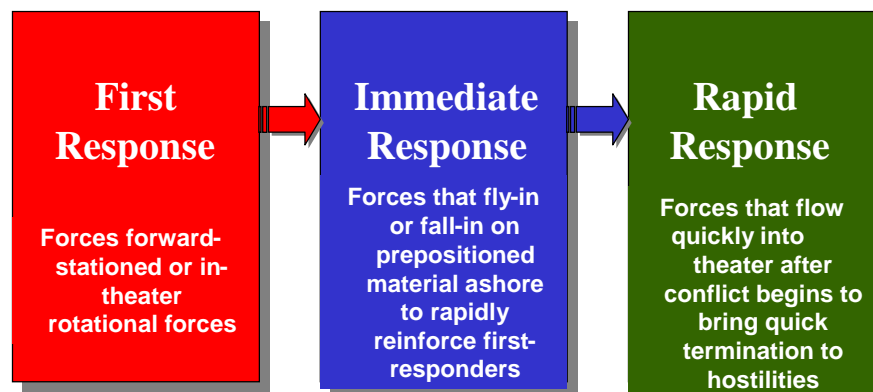 First
Response
Forces forward-
stationed or in-
theater
rotational forces
Immediate
Response
Forces that fly-in
or fall-in on
prepositioned
material ashore
to rapidly
reinforce first-
responders
Rapid
Response
Forces that flow
quickly into
theater after
conflict begins to
bring quick
termination to
hostilities